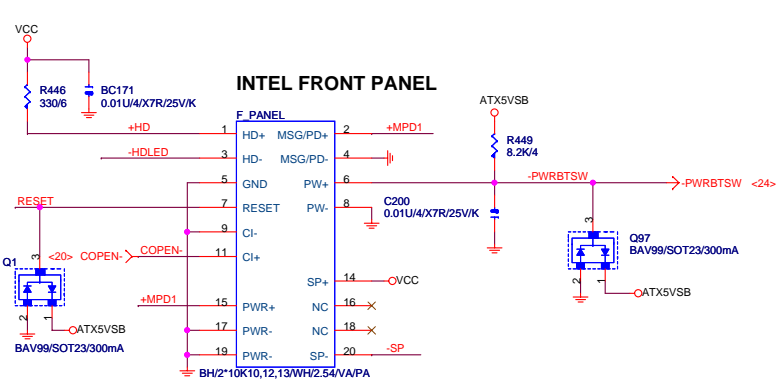 VCC
R446
330/6
BC171
0.01U/4/X7R/25V/K
INTEL FRONT PANEL
F_PANEL
ATX5VSB
R449
8.2K/4
+HD 1 HD+ MSG/PD+ 2 +MPD1
-HDLED 3 HD- MSG/PD- 4
5 GND PW+ 6 -PWRBTSW -PWRBTSW <24>
RESET 7 RESET PW- 8
C200
0.01U/4/X7R/25V/K
9 CI-
<20> COPEN- COPEN- 11 CI+
Q1
3
2
1
ATX5VSB
BAV99/SOT23/300mA
3
Q97
BAV99/SOT23/300mA
2
1
ATX5VSB
SP+ 14 VCC
+MPD1 15 PWR+ NC 16
17 PWR- NC 18
19 PWR- SP- 20 -SP
BH/2*10K10,12,13/WH/2.54/VA/PA